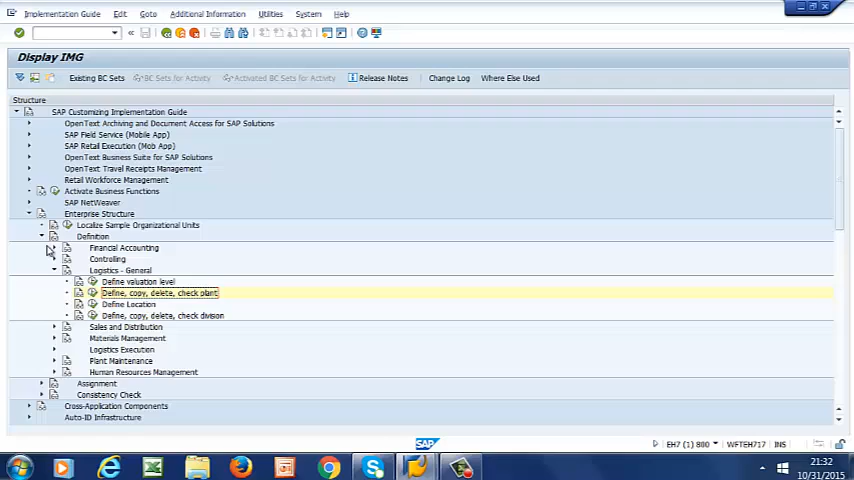 Implementation Guide Edit Goto Additional Information Utilities System Help
Display IMG
Existing BC Sets BC Sets for Activity Activated BC Sets for Activity Release Notes Change Log Where Else Used
Structure
SAP Customizing Implementation Guide
OpenText Archiving and Document Access for SAP Solutions
SAP Field Service (Mobile App)
SAP Retail Execution (Mob App)
OpenText Business Suite for SAP Solutions
OpenText Travel Receipts Management
Retail Workforce Management
Activate Business Functions
SAP NetWeaver
Enterprise Structure
Localize Sample Organizational Units
Definition
Financial Accounting
Controlling
Logistics - General
Define valuation level
Define, copy, delete, check plant
Define Location
Define, copy, delete, check division
Sales and Distribution
Materials Management
Logistics Execution
Plant Maintenance
Human Resources Management
Assignment
Consistency Check
Cross-Application Components
Auto-ID Infrastructure
SAP EH7 (1) 800 WFTEH717 INS
21:32
10/31/2015